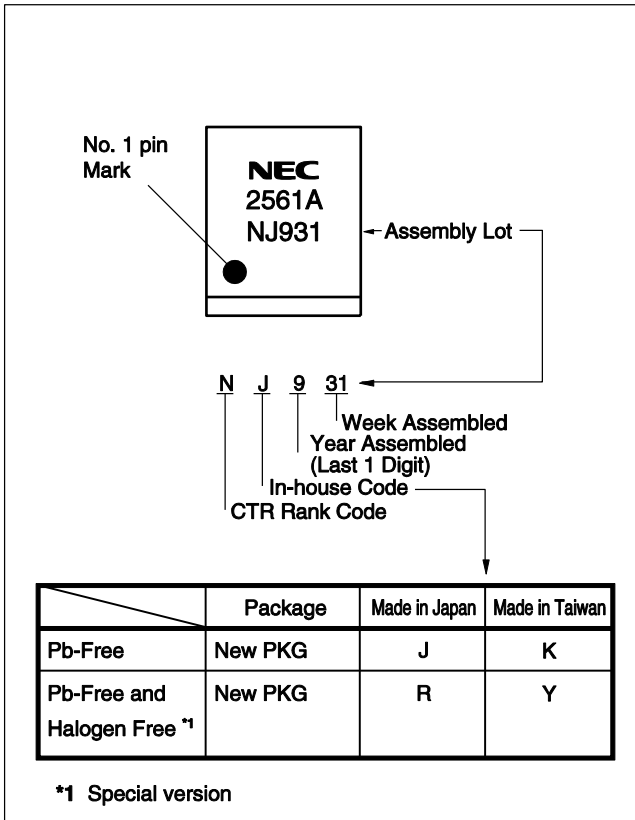 No. 1 pin
Mark
NEC
2561A
NJ931
Assembly Lot
N J 9 31
Week Assembled
Year Assembled
(Last 1 Digit)
In-house Code
CTR Rank Code
Package Made in Japan Made in Taiwan
Pb-Free New PKG J K
Pb-Free and New PKG R Y
Halogen Free *1
*1 Special version